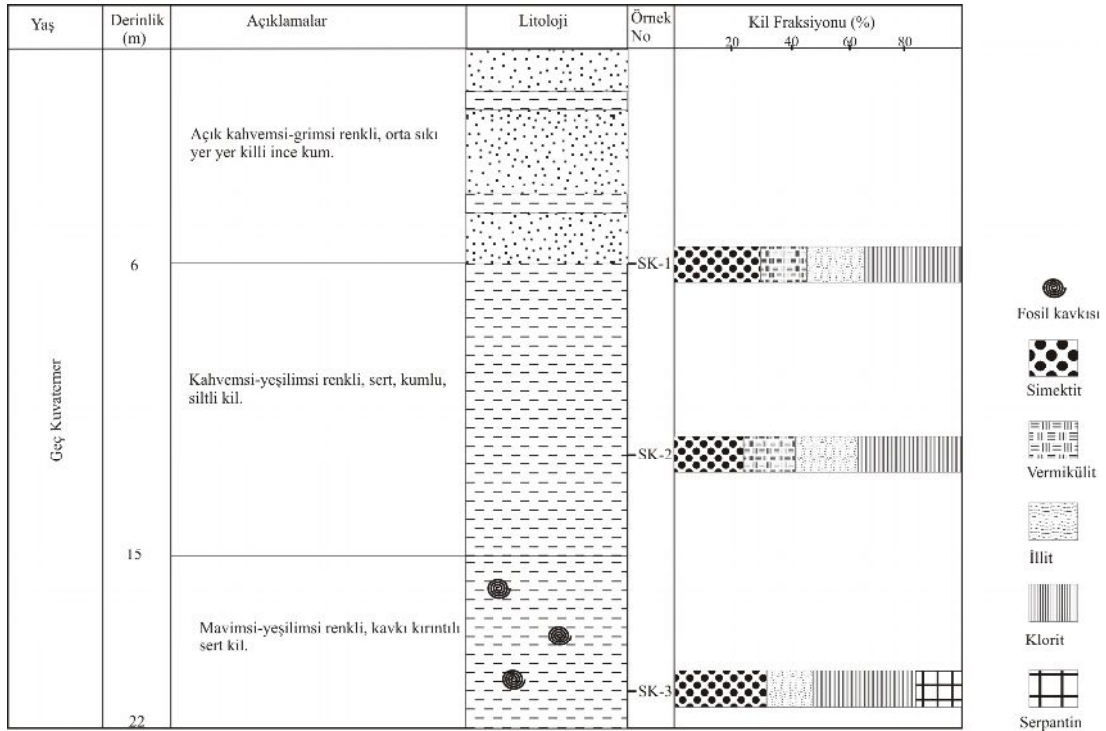 Yaş
Derinlik
(m)
Açıklamalar
Litoloji
Örnek
No
Kil Fraksiyonu (%)
20 40 60 80
Açık kahvemsi-grimsi renkli, orta sıkı
yer yer killi ince kum.
6
SK-1
Geç Kuvaterner
Kahvemsi-yeşilimsi renkli, sert, kumlu,
siltli kil.
SK-2
15
Mavimsi-yeşilimsi renkli, kavkı kırıntılı
sert kil.
SK-3
22
Fosil kavkısı
Simektit
Vermikülit
İllit
Klorit
Serpantin